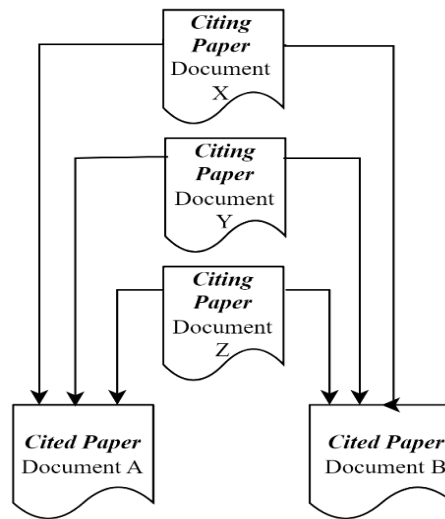 Citing
Paper
Document
X
Citing
Paper
Document
Y
Citing
Paper
Document
Z
Cited Paper
Document A
Cited Paper
Document B